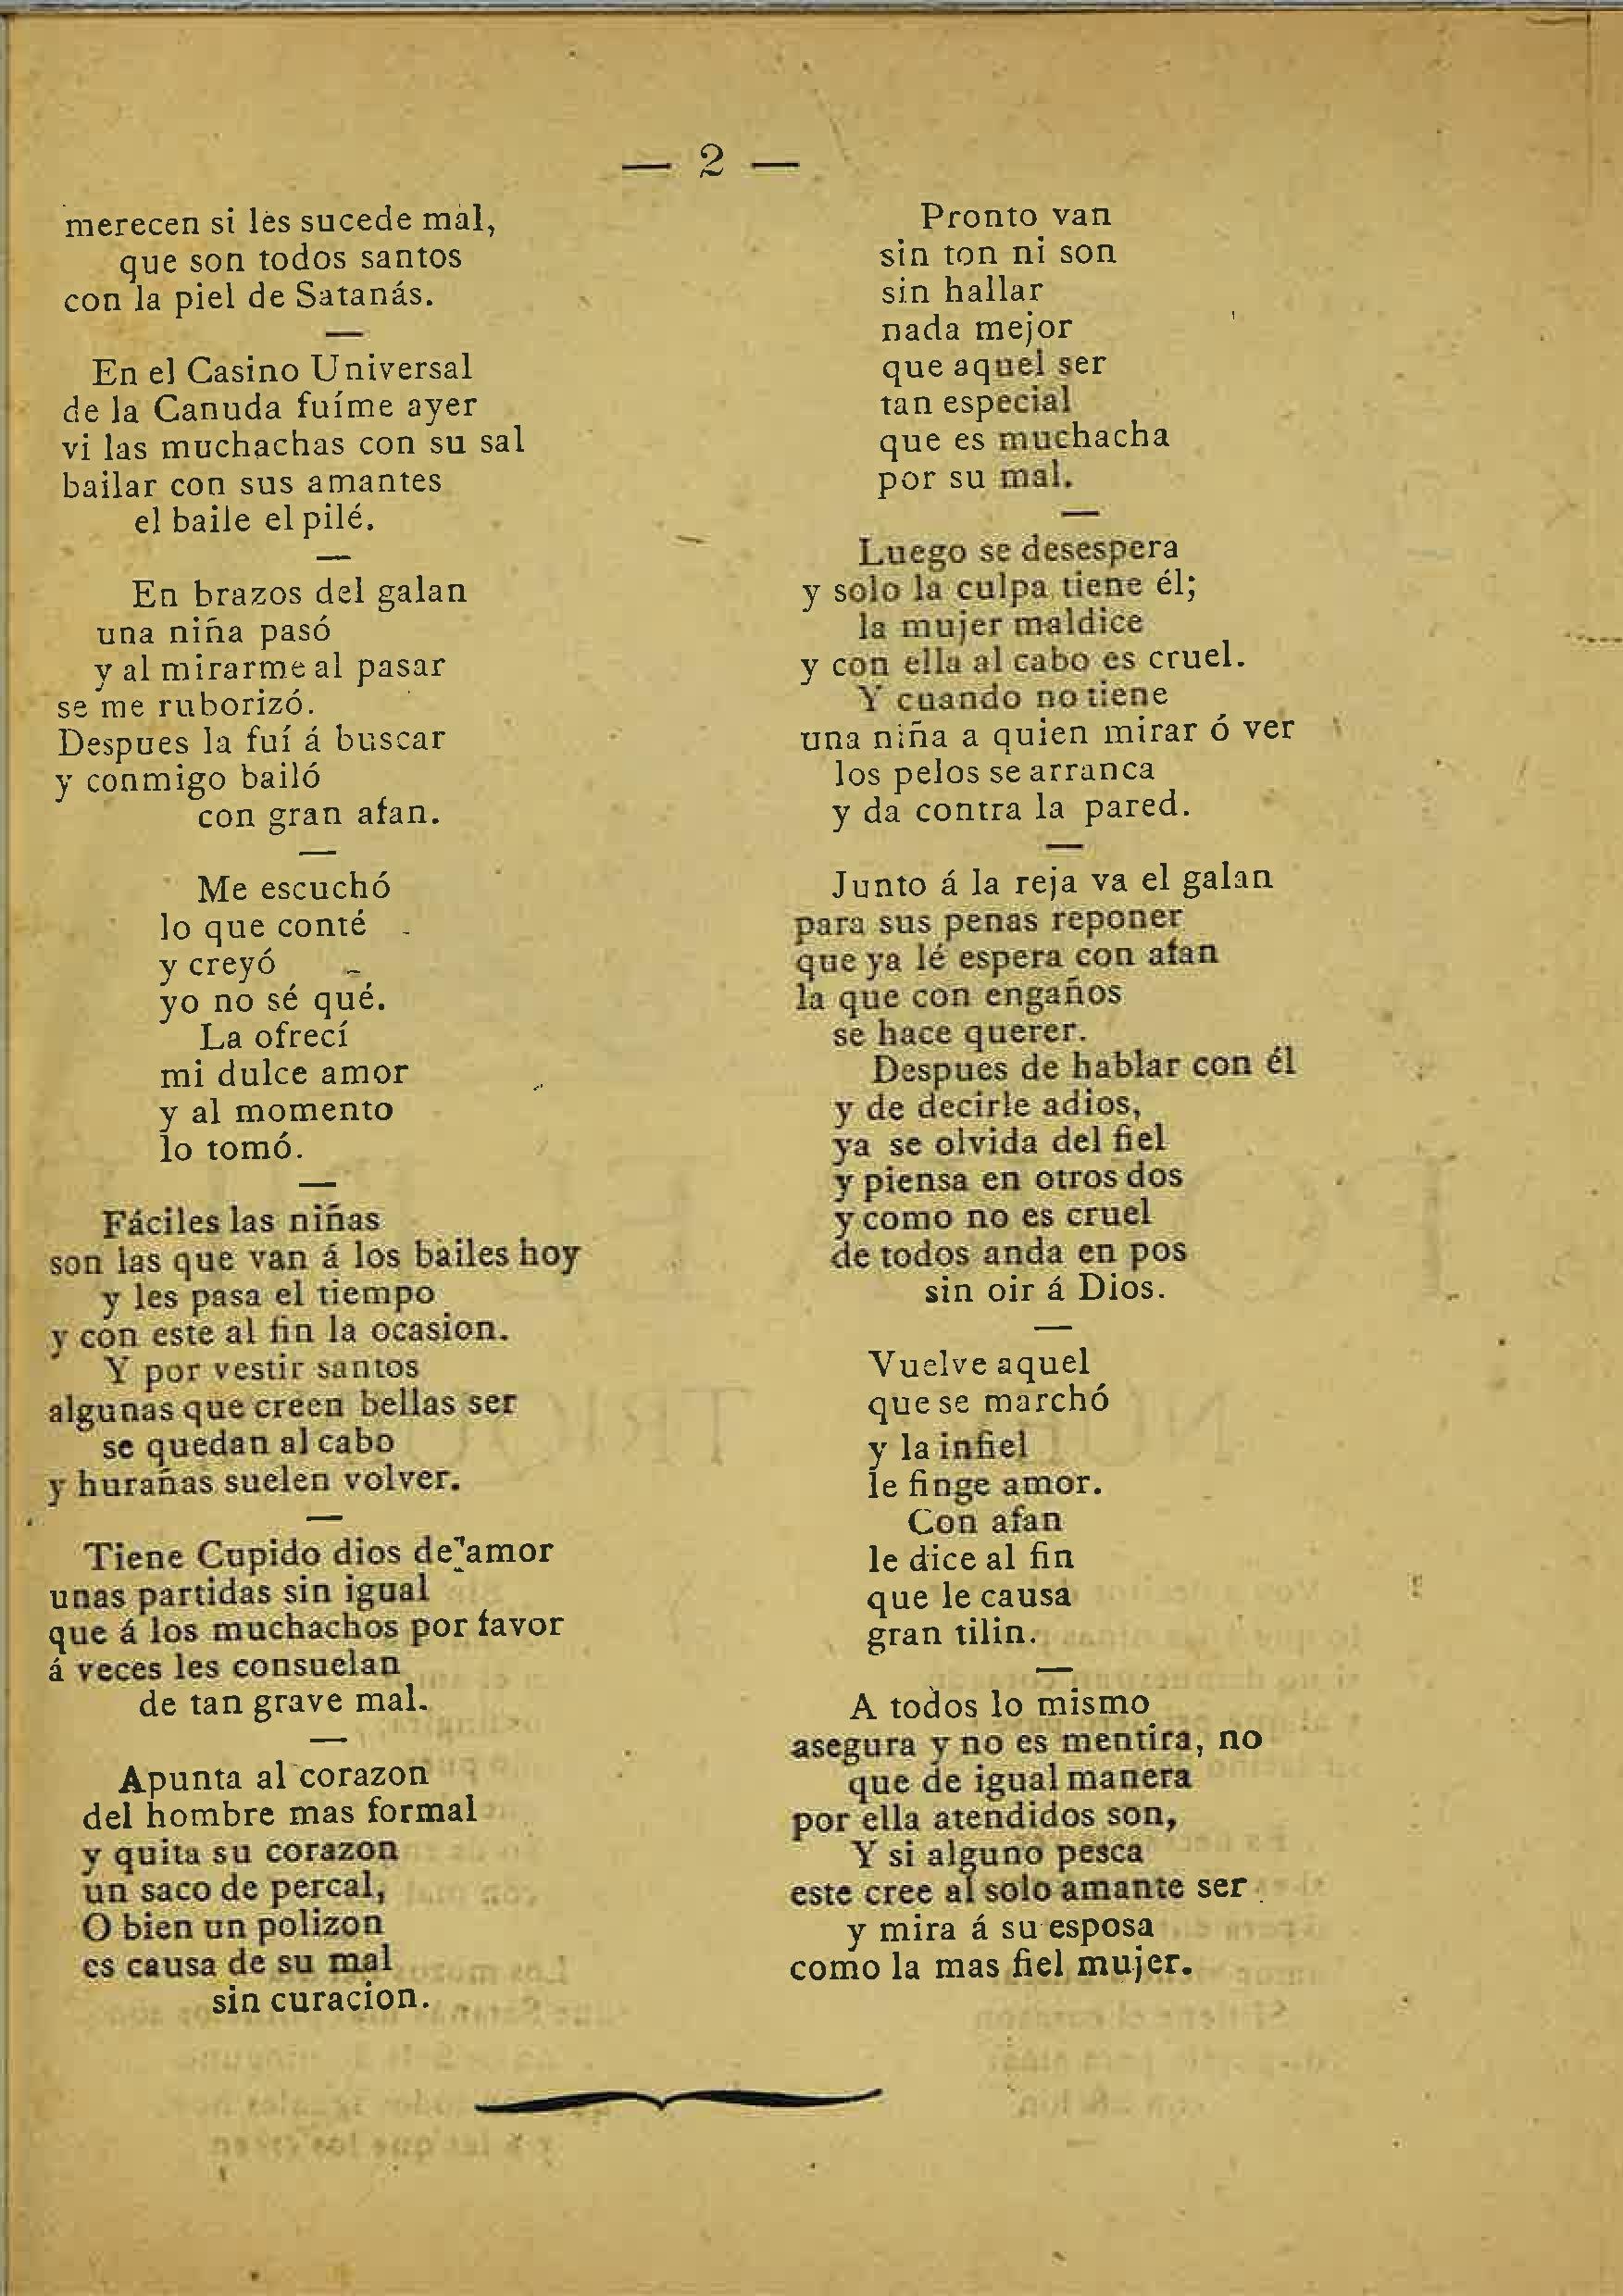 — 2 —
merecen si les sucede mal,
que son todos santos
con la piel de Satanás.
—
En el Casino Universal
de la Canuda fuíme ayer
vi las muchachas con su sal
bailar con sus amantes
el baile el pilé.
—
En brazos del galan
una niña pasó
y al mirarme al pasar
se me ruborizó.
Despues la fuí á buscar
y conmigo bailó
con gran afan.
—
Me escuchó
lo que conté
y creyó
yo no sé qué.
La ofrecí
mi dulce amor
y al momento
lo tomó.
—
Fáciles las niñas
son las que van á los bailes hoy
y les pasa el tiempo
y con este al fin la ocasion.
Y por vestir santos
algunas que creen bellas ser
se quedan al cabo
y hurañas suelen volver.
—
Tiene Cupido dios de amor
unas partidas sin igual
que á los muchachos por favor
á veces les consuelan
de tan grave mal.
—
Apunta al corazon
del hombre mas formal
y quita su corazon
un saco de percal,
O bien un polizon
es causa de su mal
sin curacion.
Pronto van
sin ton ni son
sin hallar
nada mejor
que aquel ser
tan especial
que es muchacha
por su mal.
—
Luego se desespera
y solo la culpa tiene él;
la mujer maldice
y con ella al cabo es cruel.
Y cuando no tiene
una niña a quien mirar ó ver
los pelos se arranca
y da contra la pared.
—
Junto á la reja va el galan
para sus penas reponer
que ya lé espera con afan
la que con engaños
se hace querer.
Despues de hablar con él
y de decirle adios,
ya se olvida del fiel
y piensa en otros dos
y como no es cruel
de todos anda en pos
sin oir á Dios.
—
Vuelve aquel
que se marchó
y la infiel
le finge amor.
Con afan
le dice al fin
que le causa
gran tilin.
—
A todos lo mismo
asegura y no es mentira, no
que de igual manera
por ella atendidos son,
Y si alguno pesca
este cree al solo amante ser
y mira á su esposa
como la mas fiel mujer.